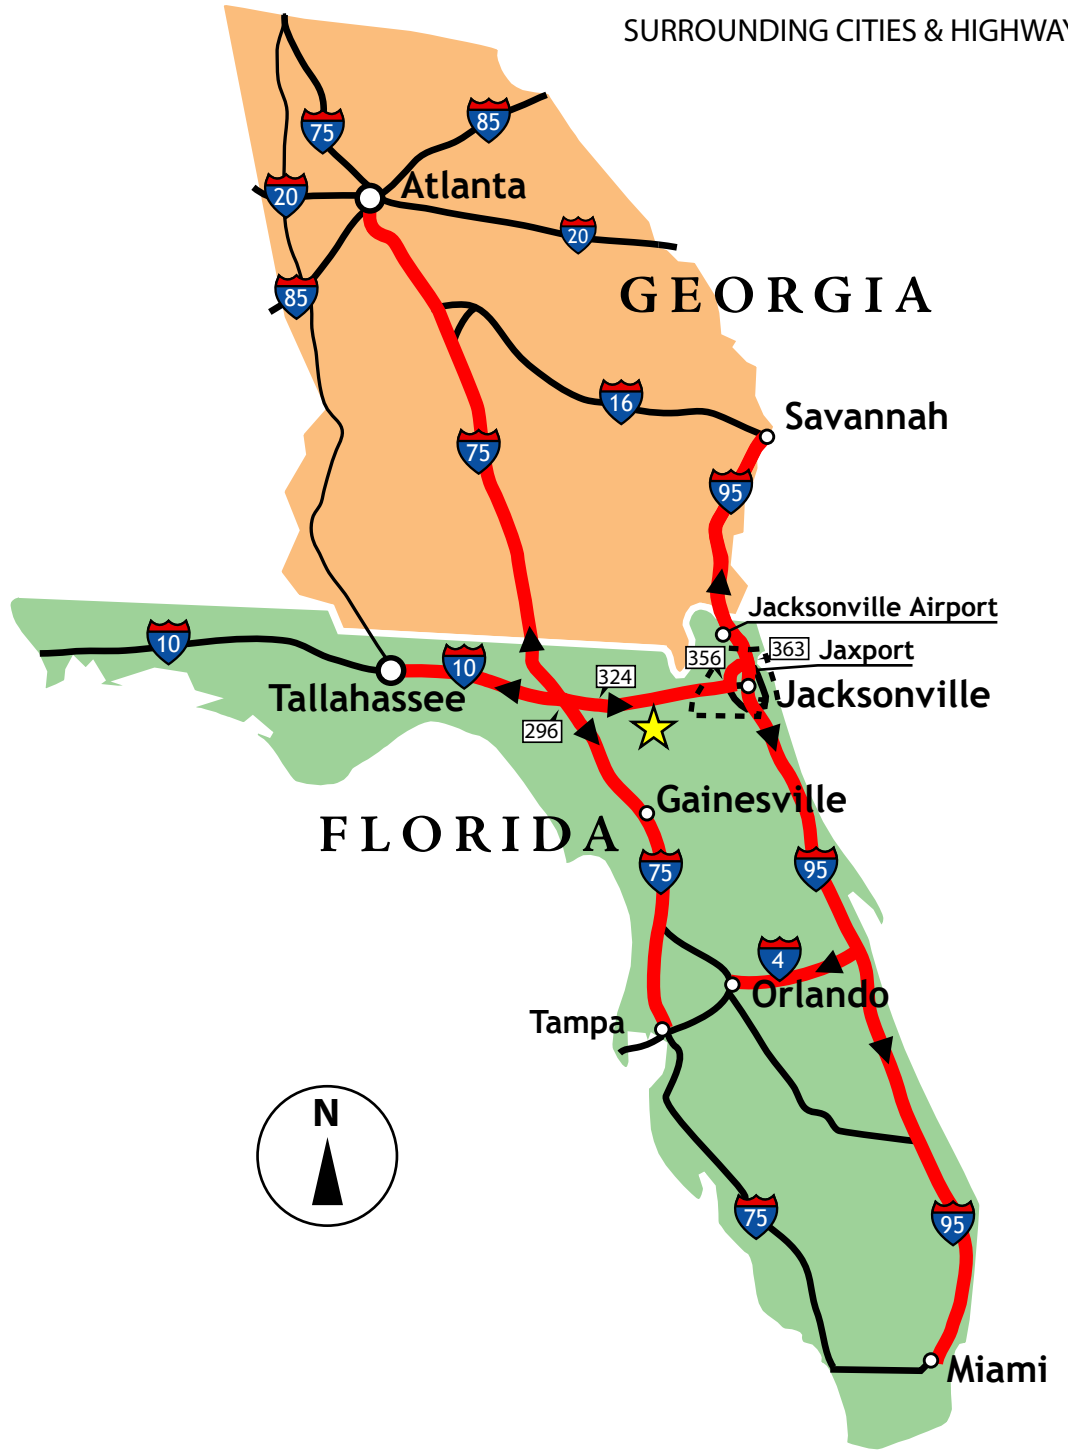 SURROUNDING CITIES & HIGHWAY
75
85
20
Atlanta
20
85
GEORGIA
16
Savannah
75
95
Jacksonville Airport
10
10
356
363
Jaxport
324
Tallahassee
Jacksonville
296
Gainesville
FLORIDA
75
95
4
Orlando
Tampa
N
75
95
Miami